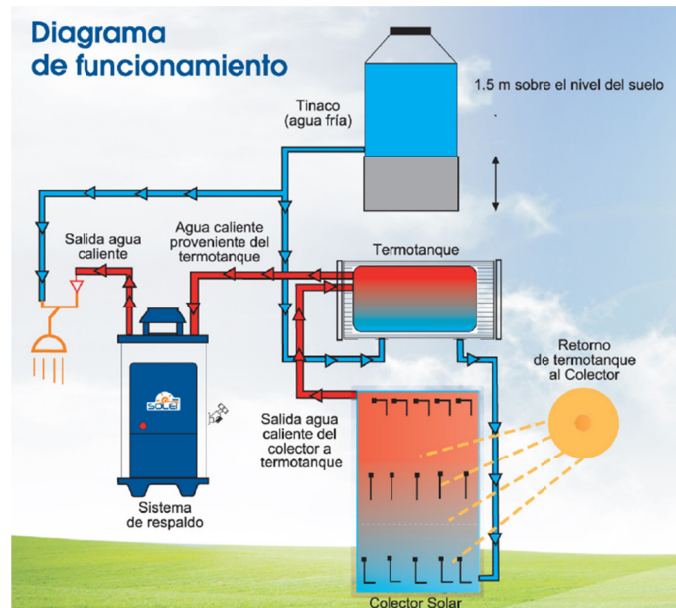 Diagrama
de funcionamiento
Tinaco
(agua fría)
1.5 m sobre el nivel del suelo
Salida agua
caliente
Agua caliente
proveniente del
termotanque
Termotanque
Retorno
de termotanque
al Colector
SOLEI
Salida agua
caliente del
colector a
termotanque
Sistema
de respaldo
Colector Solar